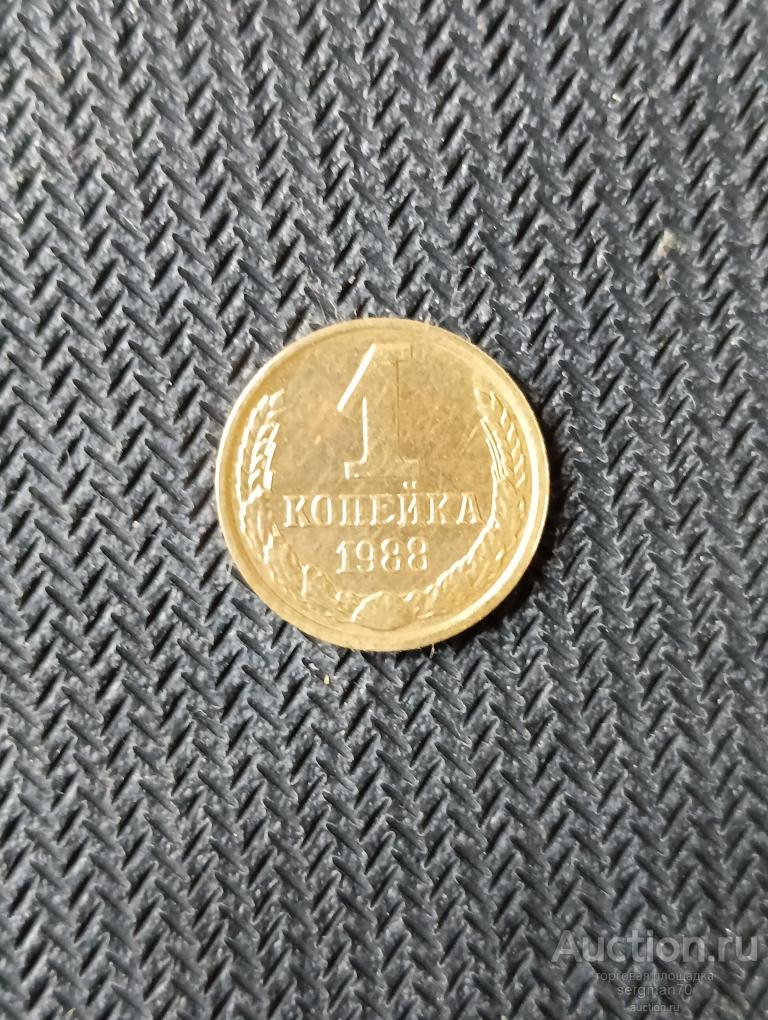 1
КОПЕЙКА
1988
Auction.ru
торговая площадка
sergman70
auction.ru